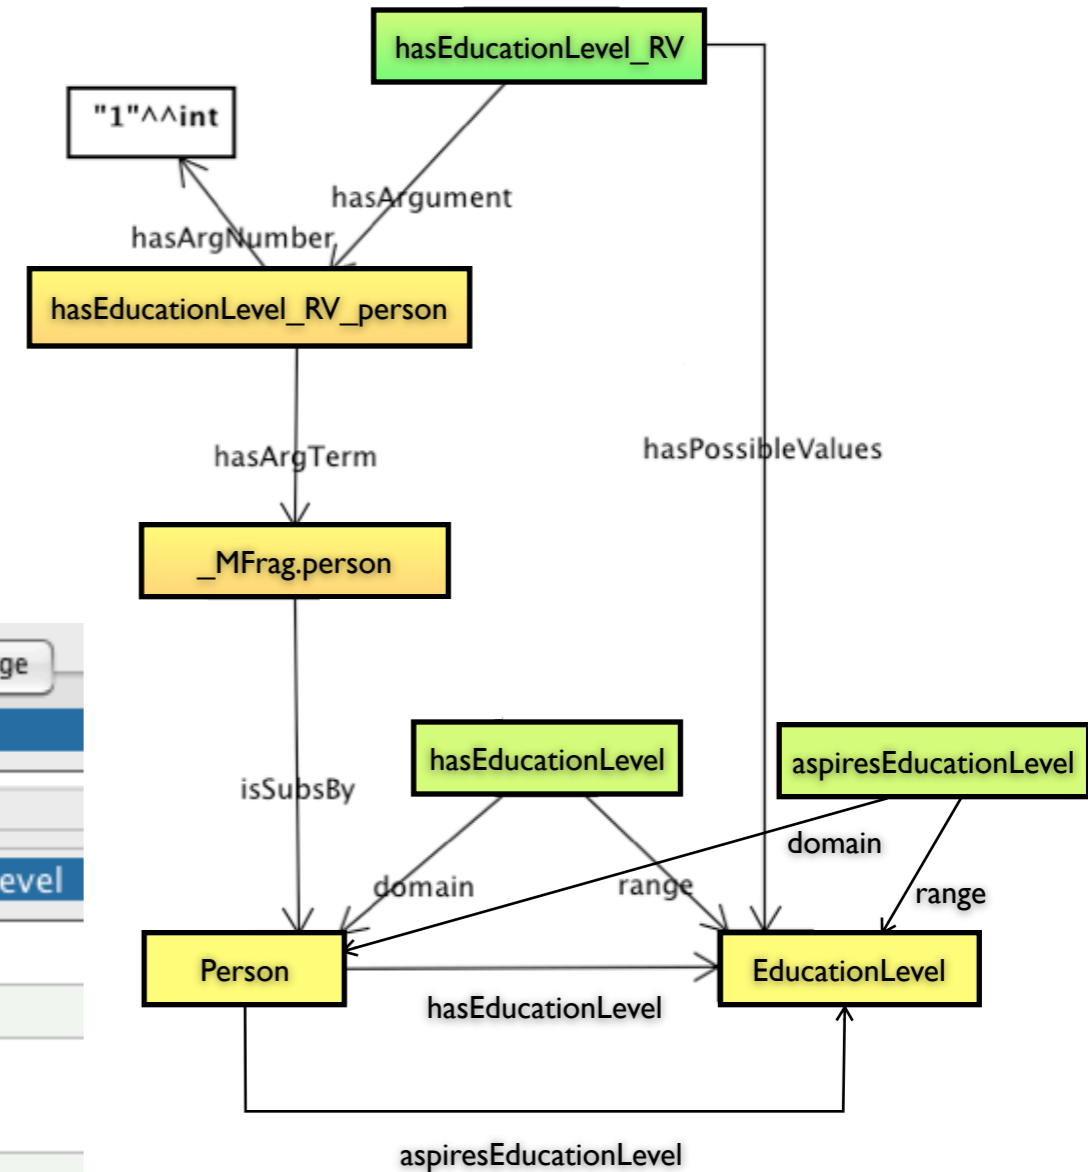 hasEducationLevel_RV
"1"^^int
hasArgument
hasArgNumber
hasEducationLevel_RV_person
hasArgTerm
hasPossibleValues
_MFrag.person
ge
hasEducationLevel
aspiresEducationLevel
isSubsBy
domain
evel
domain
range
range
Person
EducationLevel
hasEducationLevel
aspiresEducationLevel